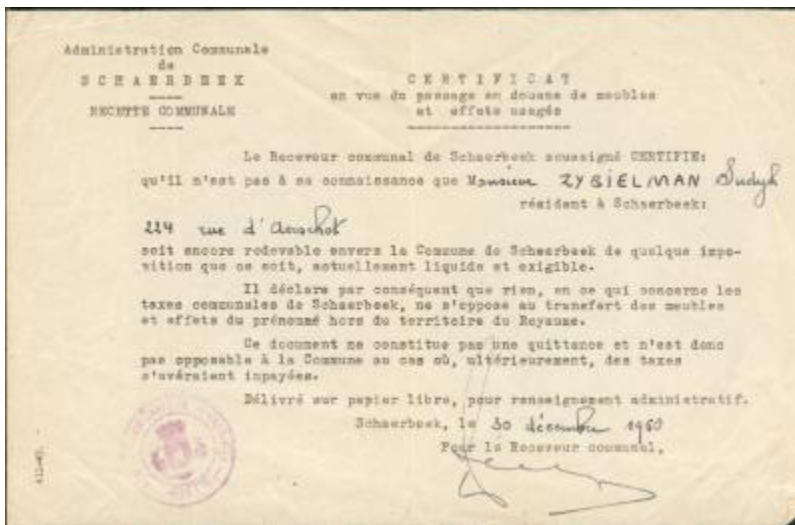 Administration Communale
de
SCHAERBEEK
RECETTE COMMUNALE
CERTIFICAT
en vue du passage en douane de meubles
et effets usagés
Le Receveur communal de Schaerbeek soussigné CERTIFIE:
qu'il n'est pas à sa connaissance que Monsieur ZYBIELMAN
résidant à Schaerbeek:
224 rue d'Aerschot
soit encore redevable envers la Commune de Schaerbeek de quelque impo-
sition que ce soit, actuellement liquide et exigible.
Il déclare par conséquent que rien, en ce qui concerne les
taxes communales de Schaerbeek, ne s'oppose au transfert des meubles
et effets du prénommé hors du territoire du Royaume.
Ce document ne constitue pas une quittance et n'est donc
pas opposable à la Commune au cas où, ultérieurement, des taxes
s'avéraient impayées.
Délivré sur papier libre, pour renseignement administratif.
Schaerbeek, le 30 décembre 1960
Pour le Receveur communal,